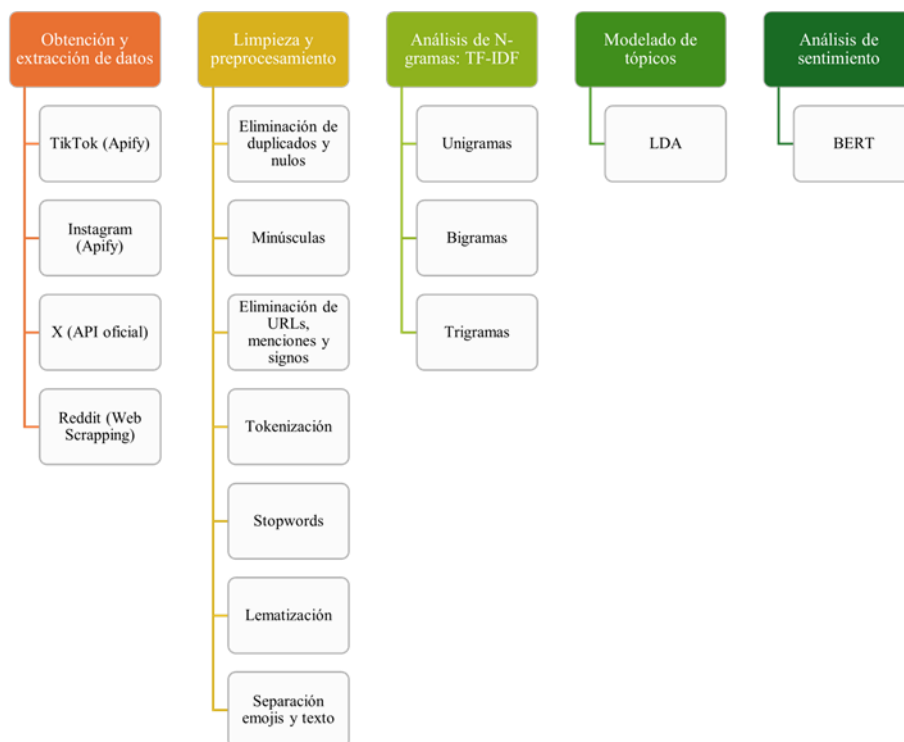 Obtención y
extracción de datos
TikTok (Apify)
Instagram
(Apify)
X (API oficial)
Reddit (Web
Scrapping)
Limpieza y
preprocesamiento
Eliminación de
duplicados y
nulos
Minúsculas
Eliminación de
URLs,
menciones y
signos
Tokenización
Stopwords
Lematización
Separación
emojis y texto
Análisis de N-
gramas: TF-IDF
Unigramas
Bigramas
Trigramas
Modelado de
tópicos
LDA
Análisis de
sentimiento
BERT